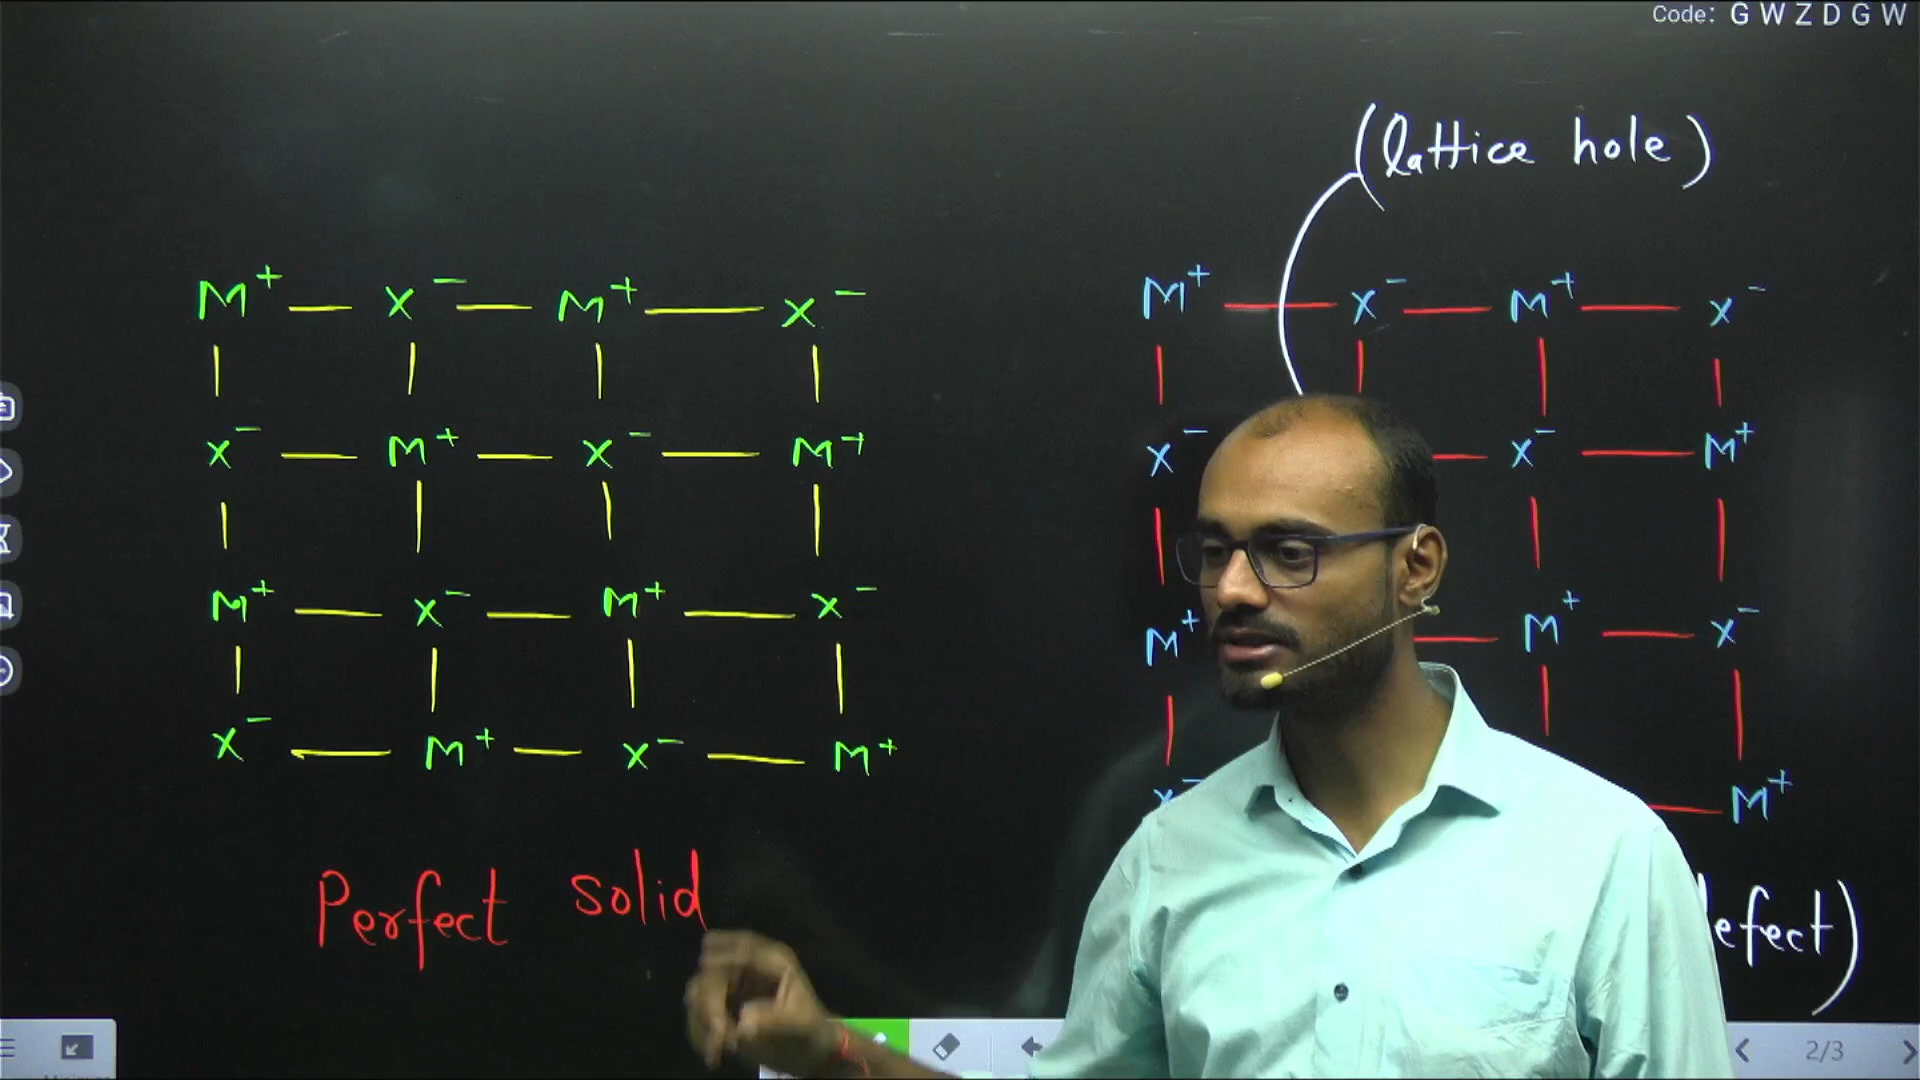 Code: GWZDGW
(lattice hole)
M⁺ — X⁻ — M⁺ — X⁻
X⁻ — M⁺ — X⁻ — M⁺
M⁺ — X⁻ — M⁺ — X⁻
X⁻ — M⁺ — X⁻ — M⁺
Perfect solid
M⁺ — X⁻ — M⁺ — X⁻
X⁻ — X⁻ — M⁺
M⁺ — M⁺ — X⁻
X⁻ — M⁺
efect)
2/3